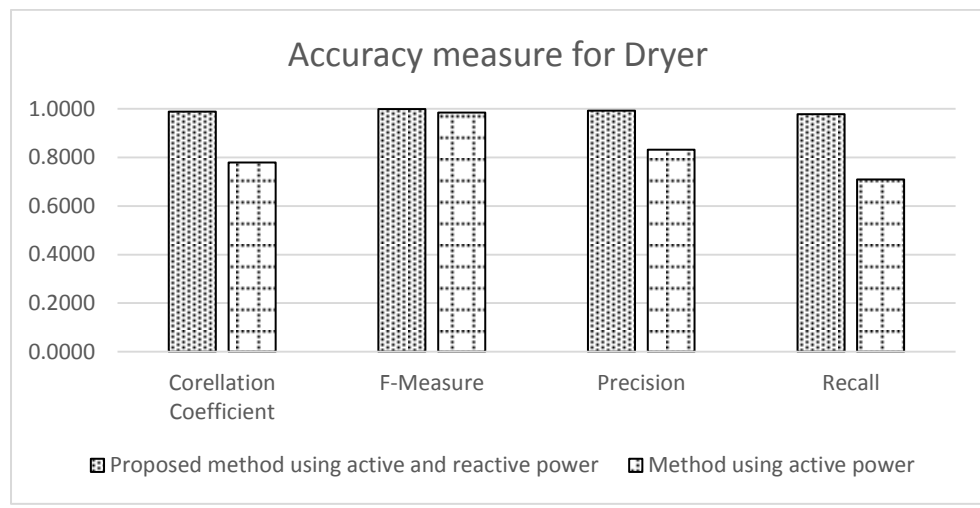 Accuracy measure for Dryer
1.0000
0.8000
0.6000
0.4000
0.2000
0.0000
Corellation
Coefficient
F-Measure
Precision
Recall
Proposed method using active and reactive power
Method using active power